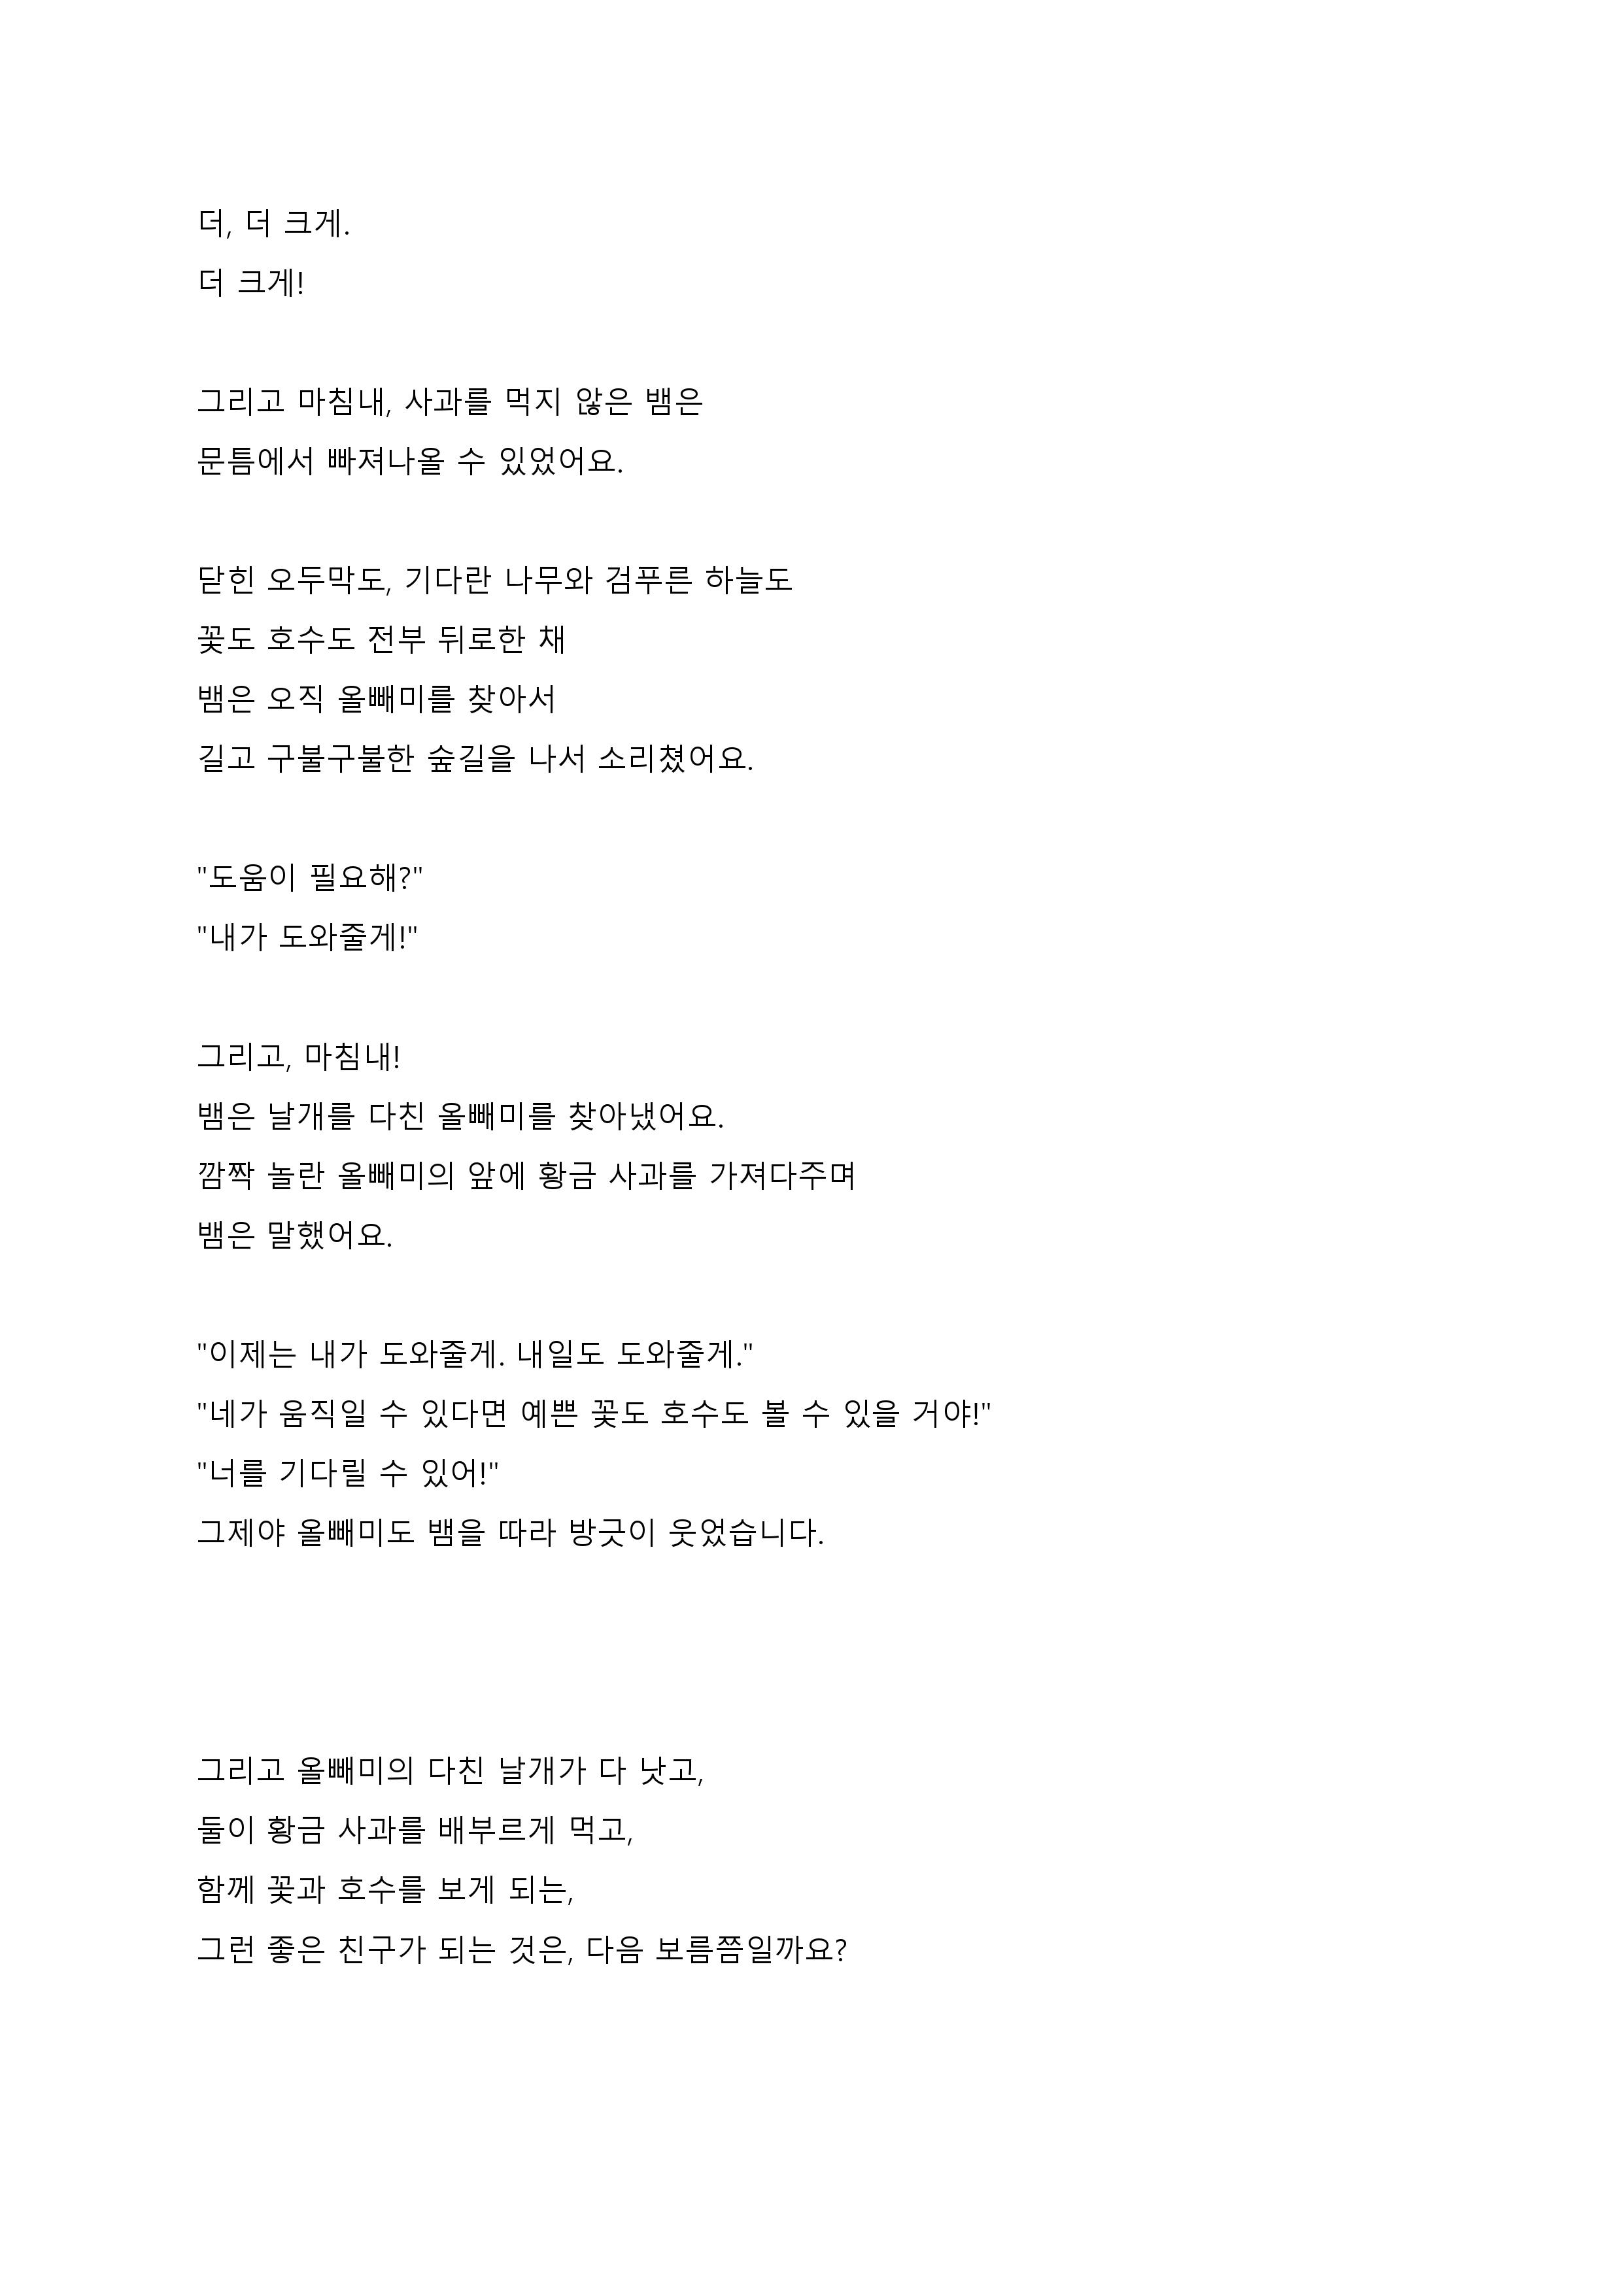 더, 더 크게.
더 크게!
그리고 마침내, 사과를 먹지 않은 뱀은
문틈에서 빠져나올 수 있었어요.
닫힌 오두막도, 기다란 나무와 검푸른 하늘도
꽃도 호수도 전부 뒤로한 채
뱀은 오직 올빼미를 찾아서
길고 구불구불한 숲길을 나서 소리쳤어요.
"도움이 필요해?"
"내가 도와줄게!"
그리고, 마침내!
뱀은 날개를 다친 올빼미를 찾아냈어요.
깜짝 놀란 올빼미의 앞에 황금 사과를 가져다주며
뱀은 말했어요.
"이제는 내가 도와줄게. 내일도 도와줄게."
"네가 움직일 수 있다면 예쁜 꽃도 호수도 볼 수 있을 거야!"
"너를 기다릴 수 있어!"
그제야 올빼미도 뱀을 따라 방긋이 웃었습니다.
그리고 올빼미의 다친 날개가 다 낫고,
둘이 황금 사과를 배부르게 먹고,
함께 꽃과 호수를 보게 되는,
그런 좋은 친구가 되는 것은, 다음 보름쯤일까요?